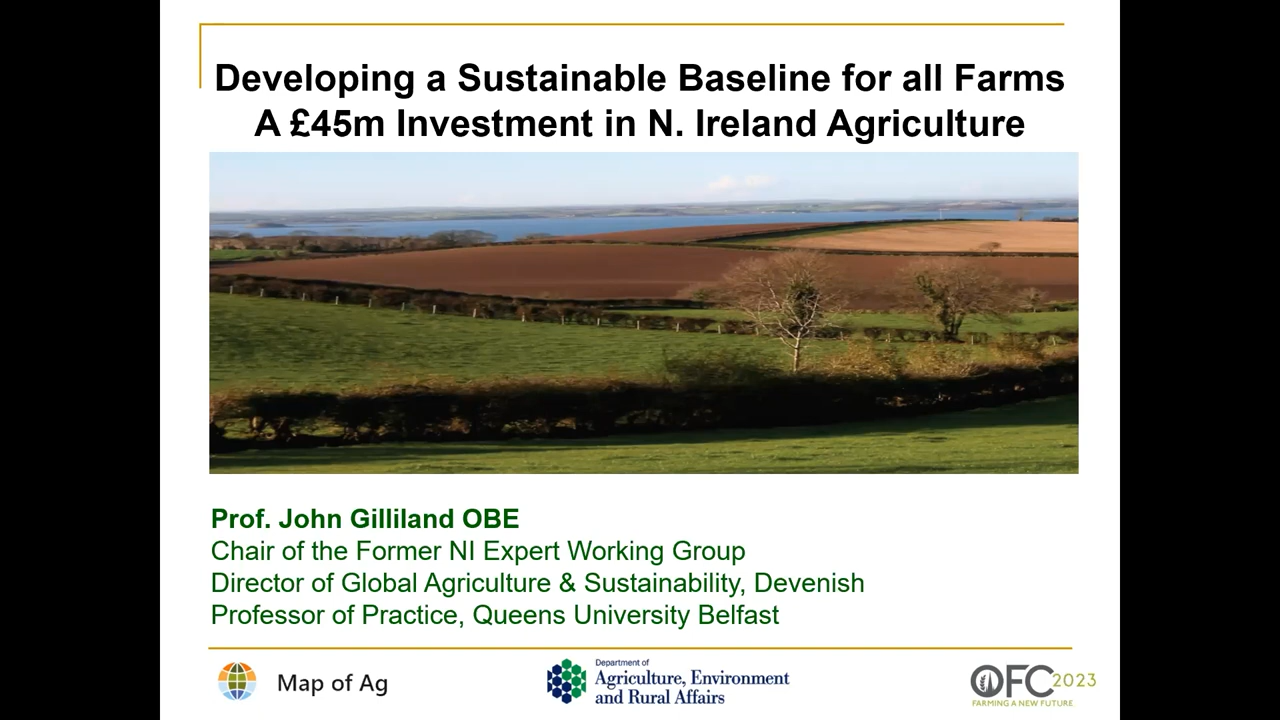 Developing a Sustainable Baseline for all Farms
A £45m Investment in N. Ireland Agriculture
Prof. John Gilliland OBE
Chair of the Former NI Expert Working Group
Director of Global Agriculture & Sustainability, Devenish
Professor of Practice, Queens University Belfast
Map of Ag
Department of
Agriculture, Environment
and Rural Affairs
OFC 2023
FARMING A NEW FUTURE